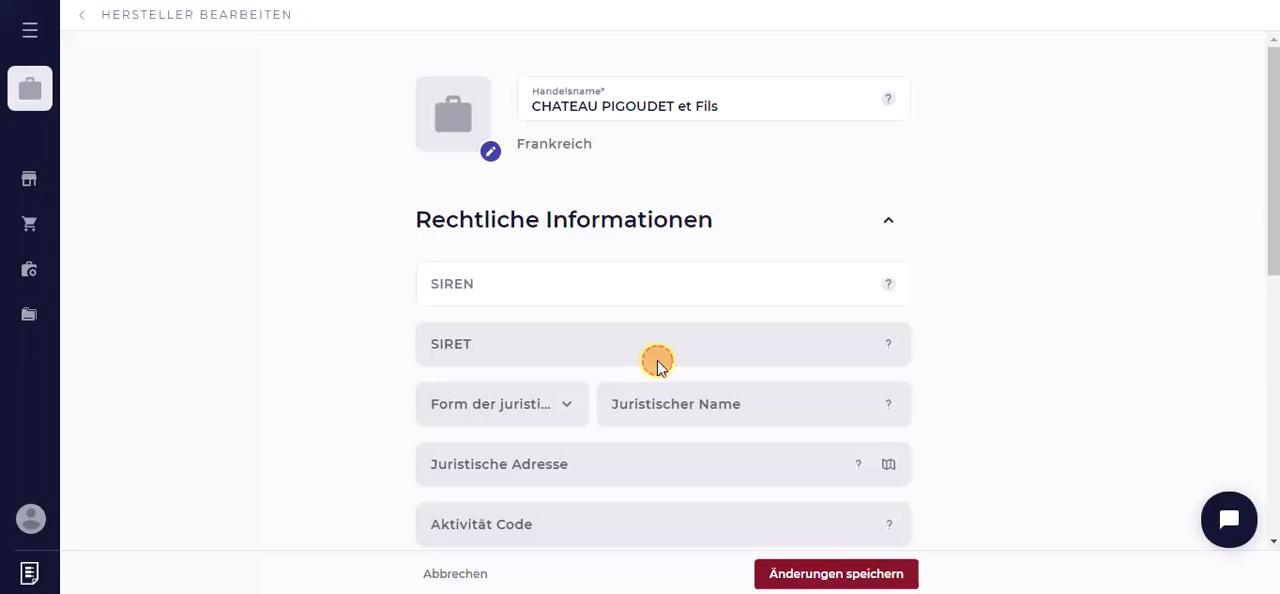 HERSTELLER BEARBEITEN
Handelsname*
CHATEAU PIGOUDET et Fils
?
Frankreich
Rechtliche Informationen
SIREN
?
SIRET
?
Form der juristi...
Juristischer Name
?
Juristische Adresse
?
Aktivität Code
?
Abbrechen
Änderungen speichern